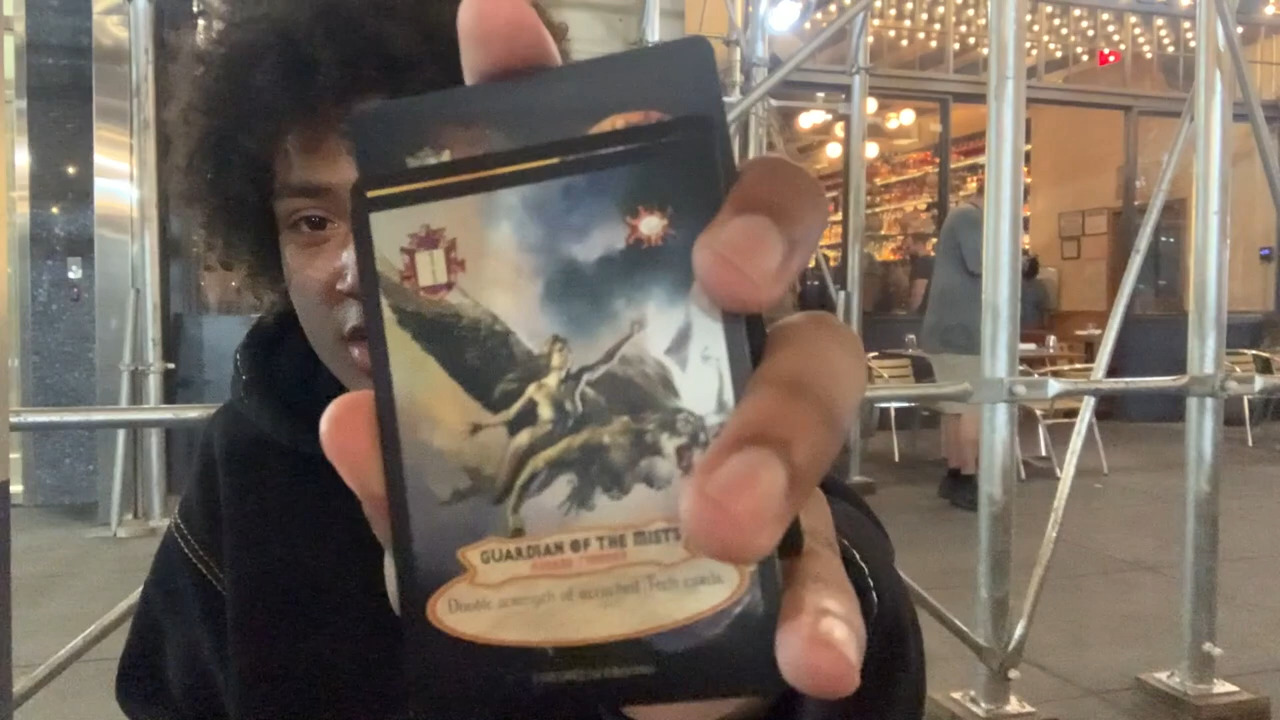 GUARDIAN OF THE MISTS
Double strength of attached Tech cards.